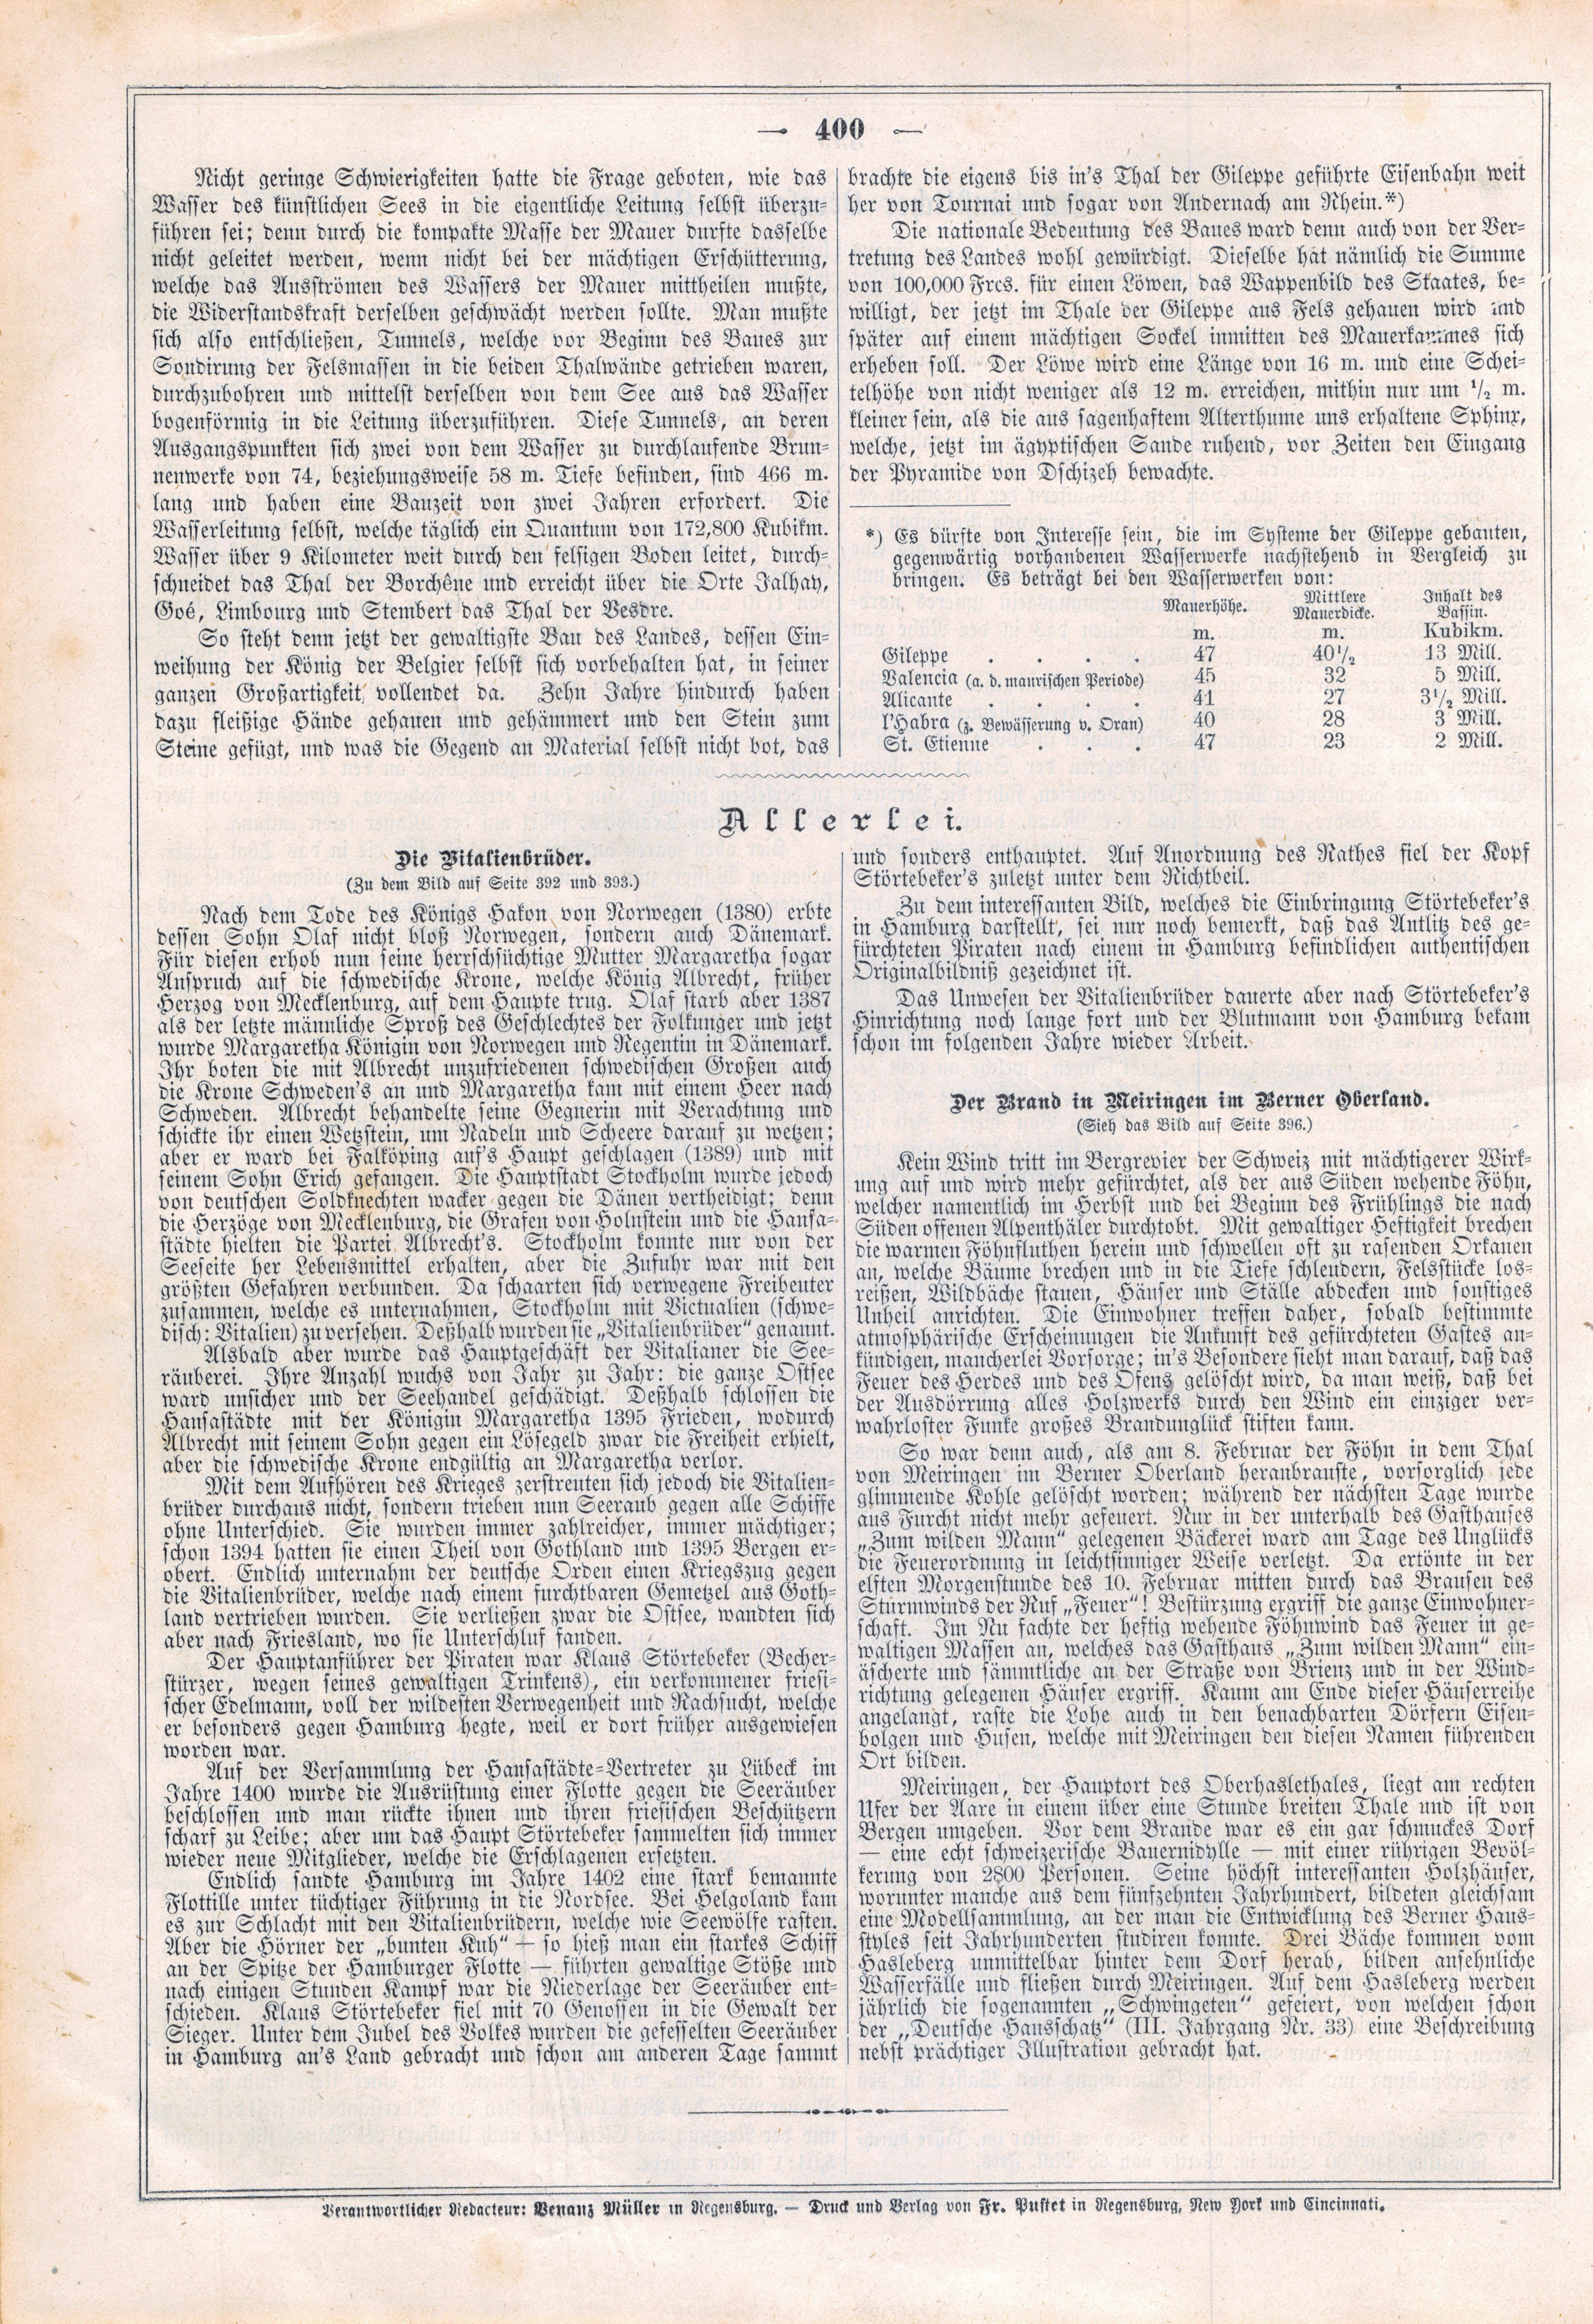 — 400 —
Nicht geringe Schwierigkeiten hatte die Frage geboten, wie das
Wasser des künstlichen Sees in die eigentliche Leitung selbst überzu-
führen sei; denn durch die kompakte Masse der Mauer durfte dasselbe
nicht geleitet werden, wenn nicht bei der mächtigen Erschütterung,
welche das Ausströmen des Wassers der Mauer mittheilen mußte,
die Widerstandskraft derselben geschwächt werden sollte. Man mußte
sich also entschließen, Tunnels, welche vor Beginn des Baues zur
Sondirung der Felsmassen in die beiden Thalwände getrieben waren,
durchzubohren und mittelst derselben von dem See aus das Wasser
bogenförmig in die Leitung überzuführen. Diese Tunnels, an deren
Ausgangspunkten sich zwei von dem Wasser zu durchlaufende Brun-
nenwerke von 74, beziehungsweise 58 m. Tiefe befinden, sind 466 m.
lang und haben eine Bauzeit von zwei Jahren erfordert. Die
Wasserleitung selbst, welche täglich ein Quantum von 172,800 Kubikm.
Wasser über 9 Kilometer weit durch den felsigen Boden leitet, durch-
schneidet das Thal der Borchêne und erreicht über die Orte Jalhay,
Goé, Limbourg und Stembert das Thal der Vesdre.
So steht denn jetzt der gewaltigste Bau des Landes, dessen Ein-
weihung der König der Belgier selbst sich vorbehalten hat, in seiner
ganzen Großartigkeit vollendet da. Zehn Jahre hindurch haben
dazu fleißige Hände gehauen und gehämmert und den Stein zum
Steine gefügt, und was die Gegend an Material selbst nicht bot, das
brachte die eigens bis in's Thal der Gileppe geführte Eisenbahn weit
her von Tournai und sogar von Andernach am Rhein.*)
Die nationale Bedeutung des Baues ward denn auch von der Ver-
tretung des Landes wohl gewürdigt. Dieselbe hat nämlich die Summe
von 100,000 Frcs. für einen Löwen, das Wappenbild des Staates, be-
willigt, der jetzt im Thale der Gileppe aus Fels gehauen wird und
später auf einem mächtigen Sockel inmitten des Mauerkammes sich
erheben soll. Der Löwe wird eine Länge von 16 m. und eine Schei-
telhöhe von nicht weniger als 12 m. erreichen, mithin nur um 1/2 m.
kleiner sein, als die aus sagenhaftem Alterthume uns erhaltene Sphinx,
welche, jetzt im ägyptischen Sande ruhend, vor Zeiten den Eingang
der Pyramide von Dschizeh bewachte.
*) Es dürfte von Interesse sein, die im Systeme der Gileppe gebauten,
gegenwärtig vorhandenen Wasserwerke nachstehend in Vergleich zu
bringen. Es beträgt bei den Wasserwerken von:
Mauerhöhe. Mittlere Mauerdicke. Inhalt des Bassin.
m. m. Kubikm.
Gileppe . . . . 47 40 1/2 13 Mill.
Valencia (a. d. maurischen Periode) 45 32 5 Mill.
Alicante . . . . 41 27 3 1/2 Mill.
l'Habra (z. Bewässerung v. Oran) 40 28 3 Mill.
St. Etienne . . . 47 23 2 Mill.
Allerlei.
Die Vitalienbrüder.
(Zu dem Bild auf Seite 392 und 393.)
Nach dem Tode des Königs Hakon von Norwegen (1380) erbte
dessen Sohn Olaf nicht bloß Norwegen, sondern auch Dänemark.
Für diesen erhob nun seine herrschsüchtige Mutter Margaretha sogar
Anspruch auf die schwedische Krone, welche König Albrecht, früher
Herzog von Mecklenburg, auf dem Haupte trug. Olaf starb aber 1387
als der letzte männliche Sproß des Geschlechtes der Folkunger und jetzt
wurde Margaretha Königin von Norwegen und Regentin in Dänemark.
Ihr boten die mit Albrecht unzufriedenen schwedischen Großen auch
die Krone Schweden's an und Margaretha kam mit einem Heer nach
Schweden. Albrecht behandelte seine Gegnerin mit Verachtung und
schickte ihr einen Wetzstein, um Nadeln und Scheere darauf zu wetzen;
aber er ward bei Falköping auf's Haupt geschlagen (1389) und mit
seinem Sohn Erich gefangen. Die Hauptstadt Stockholm wurde jedoch
von deutschen Soldknechten wacker gegen die Dänen vertheidigt; denn
die Herzöge von Mecklenburg, die Grafen von Holnstein und die Hansa-
städte hielten die Partei Albrecht's. Stockholm konnte nur von der
Seeseite her Lebensmittel erhalten, aber die Zufuhr war mit den
größten Gefahren verbunden. Da schaarten sich verwegene Freibeuter
zusammen, welche es unternahmen, Stockholm mit Victualien (schwe-
disch: Vitalien) zu versehen. Deßhalb wurden sie „Vitalienbrüder“ genannt.
Alsbald aber wurde das Hauptgeschäft der Vitalianer die See-
räuberei. Ihre Anzahl wuchs von Jahr zu Jahr: die ganze Ostsee
ward unsicher und der Seehandel geschädigt. Deßhalb schlossen die
Hansastädte mit der Königin Margaretha 1395 Frieden, wodurch
Albrecht mit seinem Sohn gegen ein Lösegeld zwar die Freiheit erhielt,
aber die schwedische Krone endgültig an Margaretha verlor.
Mit dem Aufhören des Krieges zerstreuten sich jedoch die Vitalien-
brüder durchaus nicht, sondern trieben nun Seeraub gegen alle Schiffe
ohne Unterschied. Sie wurden immer zahlreicher, immer mächtiger;
schon 1394 hatten sie einen Theil von Gothland und 1395 Bergen er-
obert. Endlich unternahm der deutsche Orden einen Kriegszug gegen
die Vitalienbrüder, welche nach einem furchtbaren Gemetzel aus Goth-
land vertrieben wurden. Sie verließen zwar die Ostsee, wandten sich
aber nach Friesland, wo sie Unterschluf fanden.
Der Hauptanführer der Piraten war Klaus Störtebeker (Becher-
stürzer, wegen seines gewaltigen Trinkens), ein verkommener friesi-
scher Edelmann, voll der wildesten Verwegenheit und Rachsucht, welche
er besonders gegen Hamburg hegte, weil er dort früher ausgewiesen
worden war.
Auf der Versammlung der Hansastädte-Vertreter zu Lübeck im
Jahre 1400 wurde die Ausrüstung einer Flotte gegen die Seeräuber
beschlossen und man rückte ihnen und ihren friesischen Beschützern
scharf zu Leibe; aber um das Haupt Störtebeker sammelten sich immer
wieder neue Mitglieder, welche die Erschlagenen ersetzten.
Endlich sandte Hamburg im Jahre 1402 eine stark bemannte
Flottille unter tüchtiger Führung in die Nordsee. Bei Helgoland kam
es zur Schlacht mit den Vitalienbrüdern, welche wie Seewölfe rasten.
Aber die Hörner der „bunten Kuh“ — so hieß man ein starkes Schiff
an der Spitze der Hamburger Flotte — führten gewaltige Stöße und
nach einigen Stunden Kampf war die Niederlage der Seeräuber ent-
schieden. Klaus Störtebeker fiel mit 70 Genossen in die Gewalt der
Sieger. Unter dem Jubel des Volkes wurden die gefesselten Seeräuber
in Hamburg an's Land gebracht und schon am anderen Tage sammt
und sonders enthauptet. Auf Anordnung des Rathes fiel der Kopf
Störtebeker's zuletzt unter dem Richtbeil.
Zu dem interessanten Bild, welches die Einbringung Störtebeker's
in Hamburg darstellt, sei nur noch bemerkt, daß das Antlitz des ge-
fürchteten Piraten nach einem in Hamburg befindlichen authentischen
Originalbildniß gezeichnet ist.
Das Unwesen der Vitalienbrüder dauerte aber nach Störtebeker's
Hinrichtung noch lange fort und der Blutmann von Hamburg bekam
schon im folgenden Jahre wieder Arbeit.
Der Brand in Meiringen im Berner Oberland.
(Sieh das Bild auf Seite 396.)
Kein Wind tritt im Bergrevier der Schweiz mit mächtigerer Wirk-
ung auf und wird mehr gefürchtet, als der aus Süden wehende Föhn,
welcher namentlich im Herbst und bei Beginn des Frühlings die nach
Süden offenen Alpenthäler durchtobt. Mit gewaltiger Heftigkeit brechen
die warmen Föhnfluthen herein und schwellen oft zu rasenden Orkanen
an, welche Bäume brechen und in die Tiefe schleudern, Felsstücke los-
reißen, Wildbäche stauen, Häuser und Ställe abdecken und sonstiges
Unheil anrichten. Die Einwohner treffen daher, sobald bestimmte
atmosphärische Erscheinungen die Ankunft des gefürchteten Gastes an-
kündigen, mancherlei Vorsorge; in's Besondere sieht man darauf, daß das
Feuer des Herdes und des Ofens gelöscht wird, da man weiß, daß bei
der Ausdörrung alles Holzwerks durch den Wind ein einziger ver-
wahrloster Funke großes Brandunglück stiften kann.
So war denn auch, als am 8. Februar der Föhn in dem Thal
von Meiringen im Berner Oberland heranbrauste, vorsorglich jede
glimmende Kohle gelöscht worden; während der nächsten Tage wurde
aus Furcht nicht mehr gefeuert. Nur in der unterhalb des Gasthauses
„Zum wilden Mann“ gelegenen Bäckerei ward am Tage des Unglücks
die Feuerordnung in leichtsinniger Weise verletzt. Da ertönte in der
elften Morgenstunde des 10. Februar mitten durch das Brausen des
Sturmwinds der Ruf „Feuer“! Bestürzung ergriff die ganze Einwohner-
schaft. Im Nu fachte der heftig wehende Föhnwind das Feuer in ge-
waltigen Massen an, welches das Gasthaus „Zum wilden Mann“ ein-
äscherte und sämmtliche an der Straße von Brienz und in der Wind-
richtung gelegenen Häuser ergriff. Kaum am Ende dieser Häuserreihe
angelangt, raste die Lohe auch in den benachbarten Dörfern Eisen-
bolgen und Husen, welche mit Meiringen den diesen Namen führenden
Ort bilden.
Meiringen, der Hauptort des Oberhaslethales, liegt am rechten
Ufer der Aare in einem über eine Stunde breiten Thale und ist von
Bergen umgeben. Vor dem Brande war es ein gar schmuckes Dorf
— eine echt schweizerische Bauernidylle — mit einer rührigen Bevöl-
kerung von 2800 Personen. Seine höchst interessanten Holzhäuser,
worunter manche aus dem fünfzehnten Jahrhundert, bildeten gleichsam
eine Modellsammlung, an der man die Entwicklung des Berner Haus-
styles seit Jahrhunderten studiren konnte. Drei Bäche kommen vom
Hasleberg unmittelbar hinter dem Dorf herab, bilden ansehnliche
Wasserfälle und fließen durch Meiringen. Auf dem Hasleberg werden
jährlich die sogenannten „Schwingeten“ gefeiert, von welchen schon
der „Deutsche Hausschatz“ (III. Jahrgang Nr. 33) eine Beschreibung
nebst prächtiger Illustration gebracht hat.
Verantwortlicher Redacteur: Venanz Müller in Regensburg. — Druck und Verlag von Fr. Pustet in Regensburg, New York und Cincinnati.